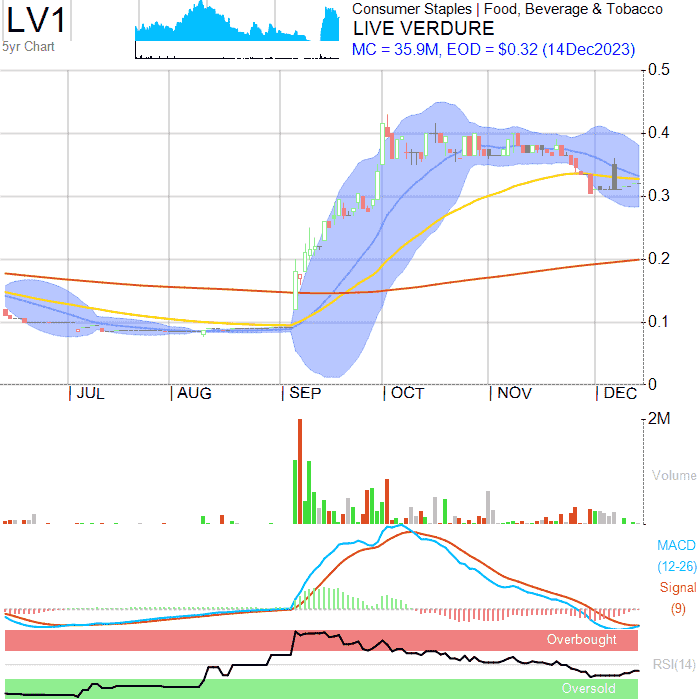 LV1
5yr Chart
Consumer Staples | Food, Beverage & Tobacco
LIVE VERDURE
MC = 35.9M, EOD = $0.32 (14Dec2023)
0.5
0.4
0.3
0.2
0.1
0
| JUL | AUG | SEP | OCT | NOV | DEC
2M
Volume
MACD
(12-26)
Signal
(9)
Overbought
RSI(14)
Oversold